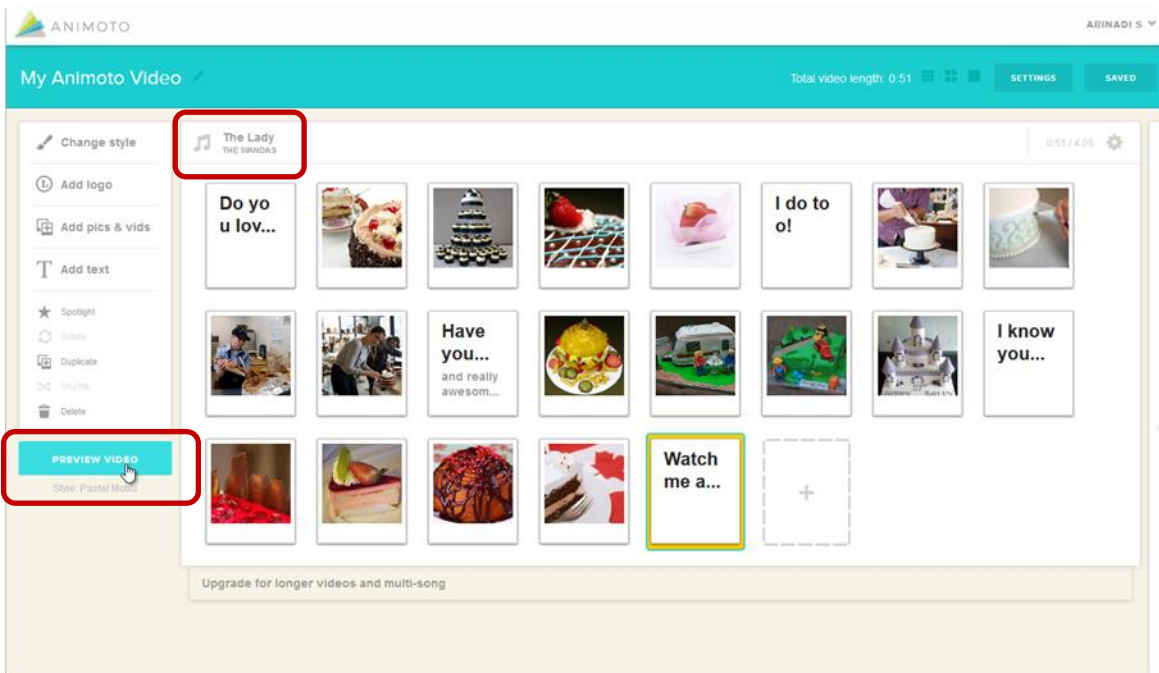 ANIMOTO
ARINADI S
My Animoto Video
Total video length: 0:51
SETTINGS
SAVED
Change style
Add logo
Add pics & vids
Add text
Spotlight
Rotate
Duplicate
Shuffle
Delete
PREVIEW VIDEO
Style: Pastel Motifs
The Lady
THE WANDAS
0:51 / 4:06
Do yo
u lov...
I do to
o!
Have
you...
and really
awesom...
I know
you...
Watch
me a...
+
Upgrade for longer videos and multi-song